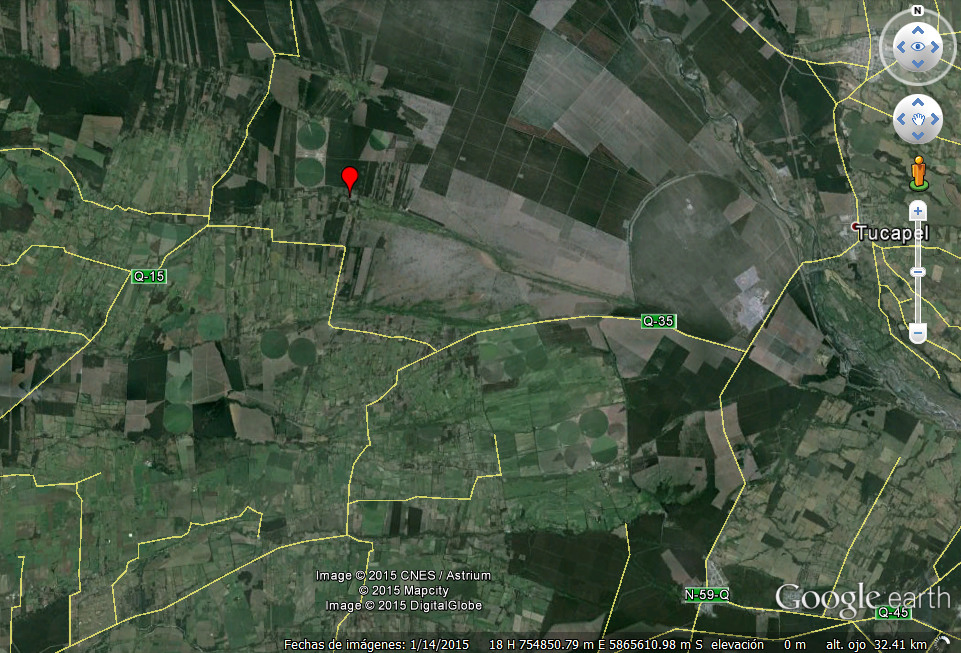 N
Tucapel
Q-15
Q-35
Image © 2015 CNES / Astrium
© 2015 Mapcity
Image © 2015 DigitalGlobe
N-59-Q
Google earth
Q-45
Fechas de imágenes: 1/14/2015 18 H 754850.79 m E 5865610.98 m S elevación 0 m alt. ojo 32.41 km